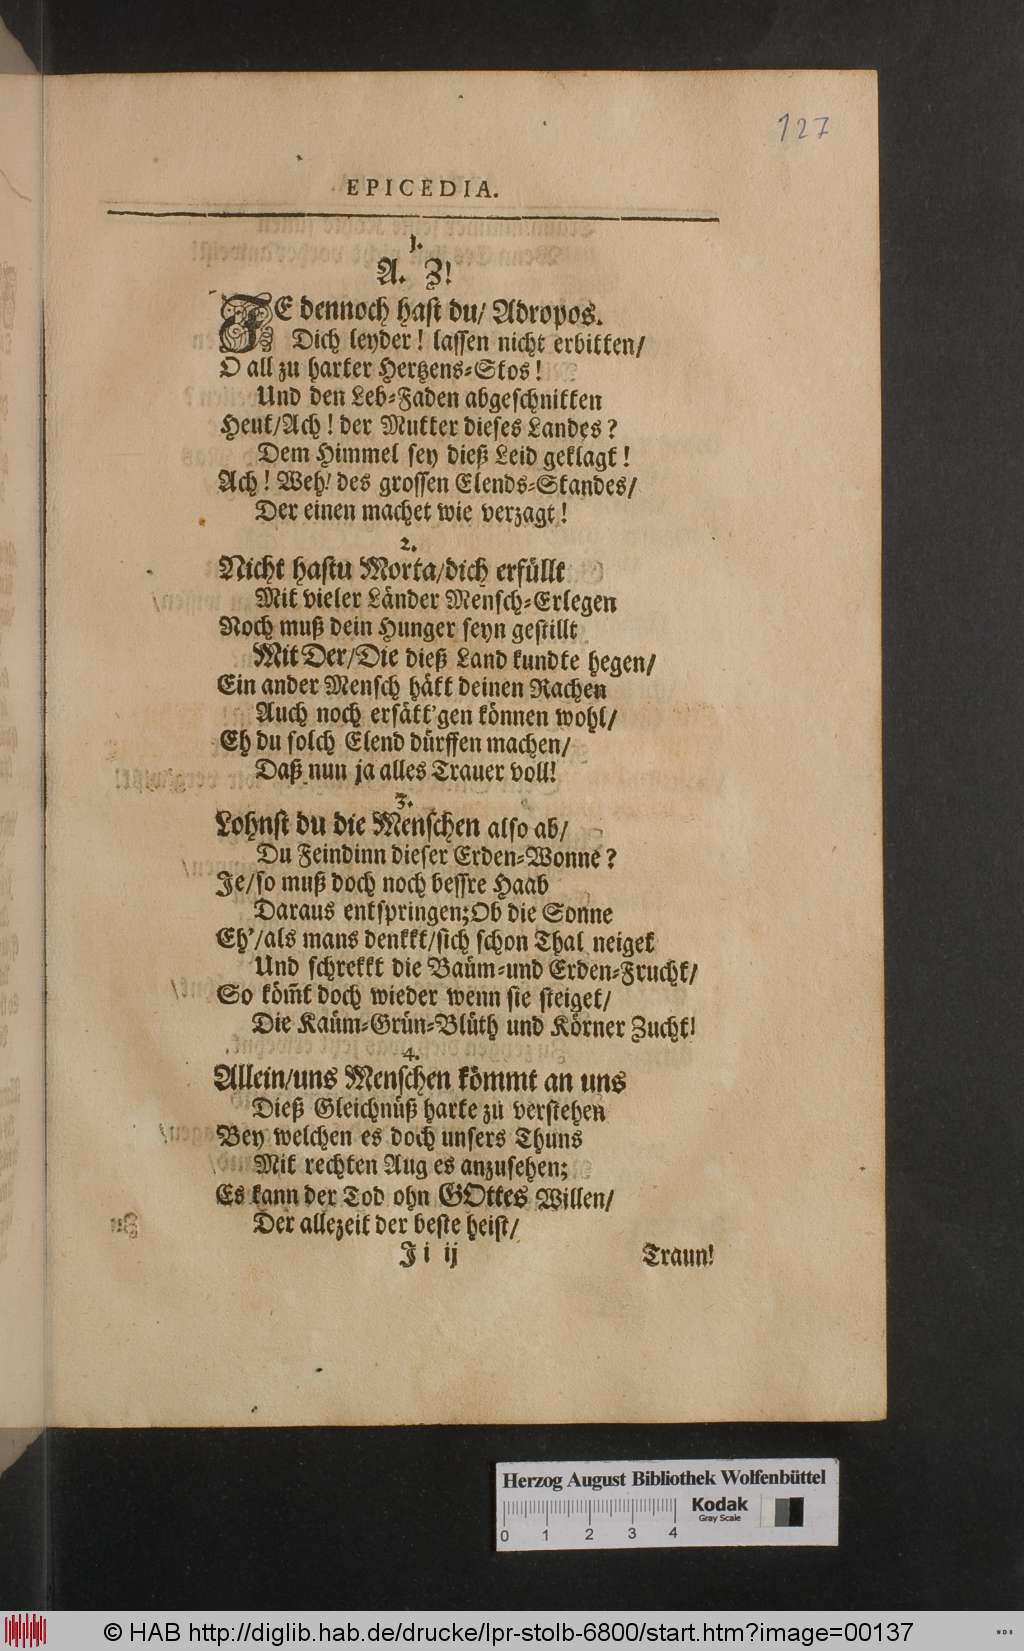 127
EPICEDIA.
1.
A. Z!
JE dennoch hast du/ Adropos.
Dich leyder! lassen nicht erbitten/
O all zu harter Hertzens-Stos!
Und den Leb-Faden abgeschnitten
Heut/Ach! der Mutter dieses Landes?
Dem Himmel sey dieß Leid geklagt!
Ach! Weh! des grossen Elends-Standes/
Der einen machet wie verzagt!
2.
Nicht hastu Morta/dich erfüllt
Mit vieler Länder Mensch-Erlegen
Noch muß dein Hunger seyn gestillt
Mit Der/Die dieß Land kundte hegen/
Ein ander Mensch hätt deinen Rachen
Auch noch ersätt'gen können wohl/
Eh du solch Elend dürffen machen/
Daß nun ja alles Trauer voll!
3.
Lohnst du die Menschen also ab/
Du Feindinn dieser Erden-Wonne?
Je/so muß doch noch bessre Haab
Daraus entspringen;Ob die Sonne
Eh'/als mans denkkt/sich schon Thal neiget
Und schrekkt die Baüm-und Erden-Frucht/
So köm̃t doch wieder wenn sie steiget/
Die Kaüm-Grün-Blüth und Körner Zucht!
4.
Allein/uns Menschen kömmt an uns
Dieß Gleichnüß harte zu verstehen
Bey welchen es doch unsers Thuns
Mit rechten Aug es anzusehen;
Es kann der Tod ohn GOttes Willen/
Der allezeit der beste heist/
Ji ij Traun!
Herzog August Bibliothek Wolfenbüttel
Kodak
Gray Scale
0 1 2 3 4
© HAB http://diglib.hab.de/drucke/lpr-stolb-6800/start.htm?image=00137